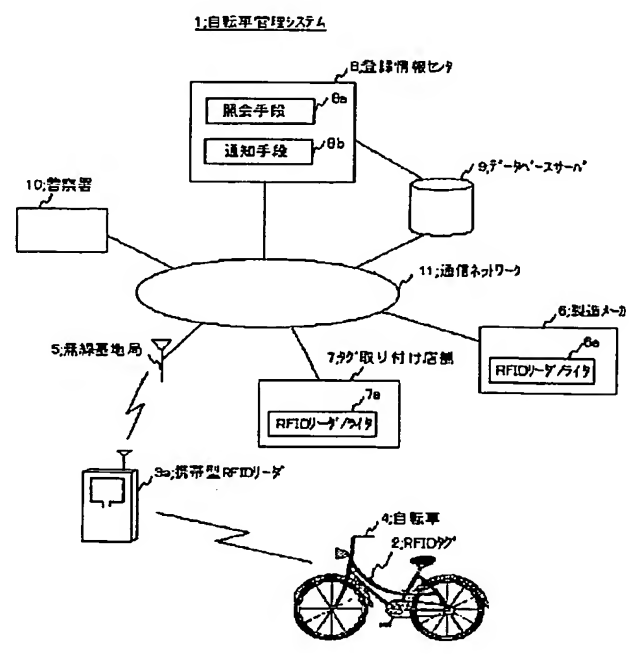 1;自転車管理システム
8;登録情報センタ
照会手段
8a
通知手段
8b
9;データベースサーバ
10;警察署
11;通信ネットワーク
6;製造メーカ
6a
RFIDリーダ/ライタ
5;無線基地局
7;タグ取り付け店舗
7a
RFIDリーダ/ライタ
3a;携帯型RFIDリーダ
4;自転車
2;RFIDタグ